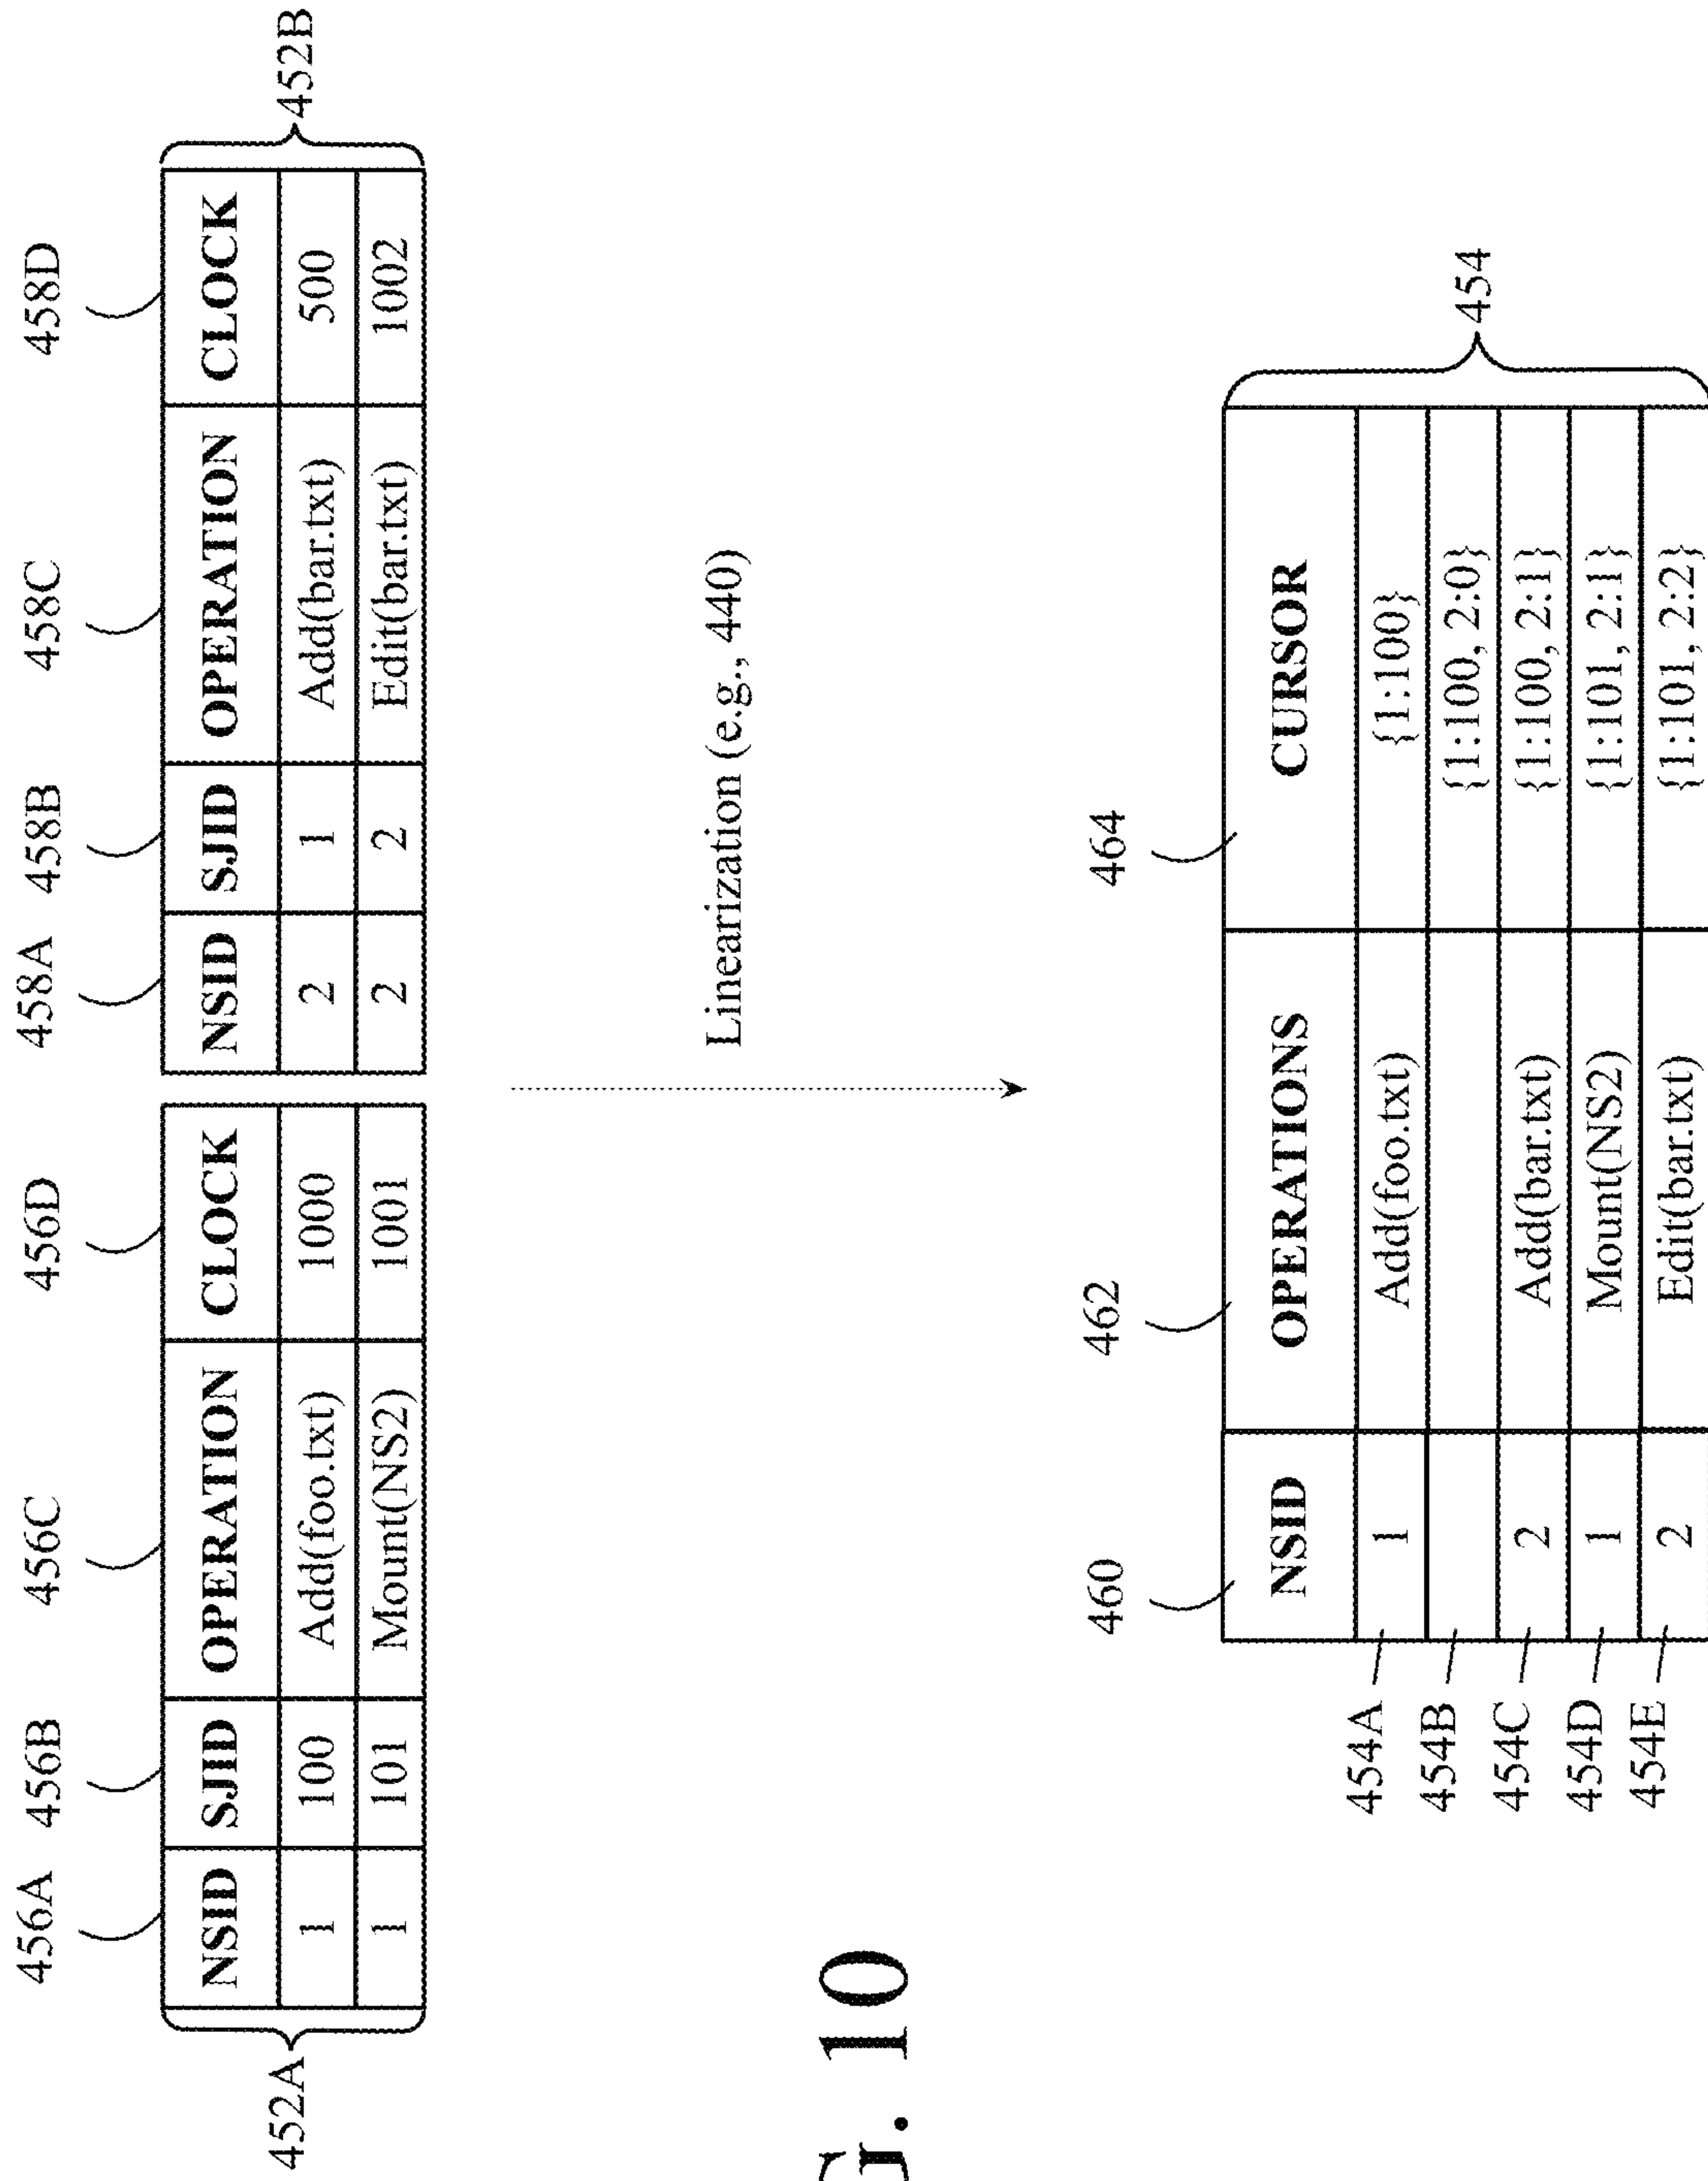 456A 456B 456C 456D 458A 458B 458C 458D
NSID SJID OPERATION CLOCK NSID SJID OPERATION CLOCK
1 100 Add(foo.txt) 1000 2 1 Add(bar.txt) 500
1 101 Mount(NS2) 1001 2 2 Edit(bar.txt) 1002
452A 452B
Linearization (e.g., 440)
G. 10
460 462 464
NSID OPERATIONS CURSOR
454A 1 Add(foo.txt) {1:100}
454B {1:100, 2:0}
454C 2 Add(bar.txt) {1:100, 2:1}
454D 1 Mount(NS2) {1:101, 2:1}
454E 2 Edit(bar.txt) {1:101, 2:2}
454